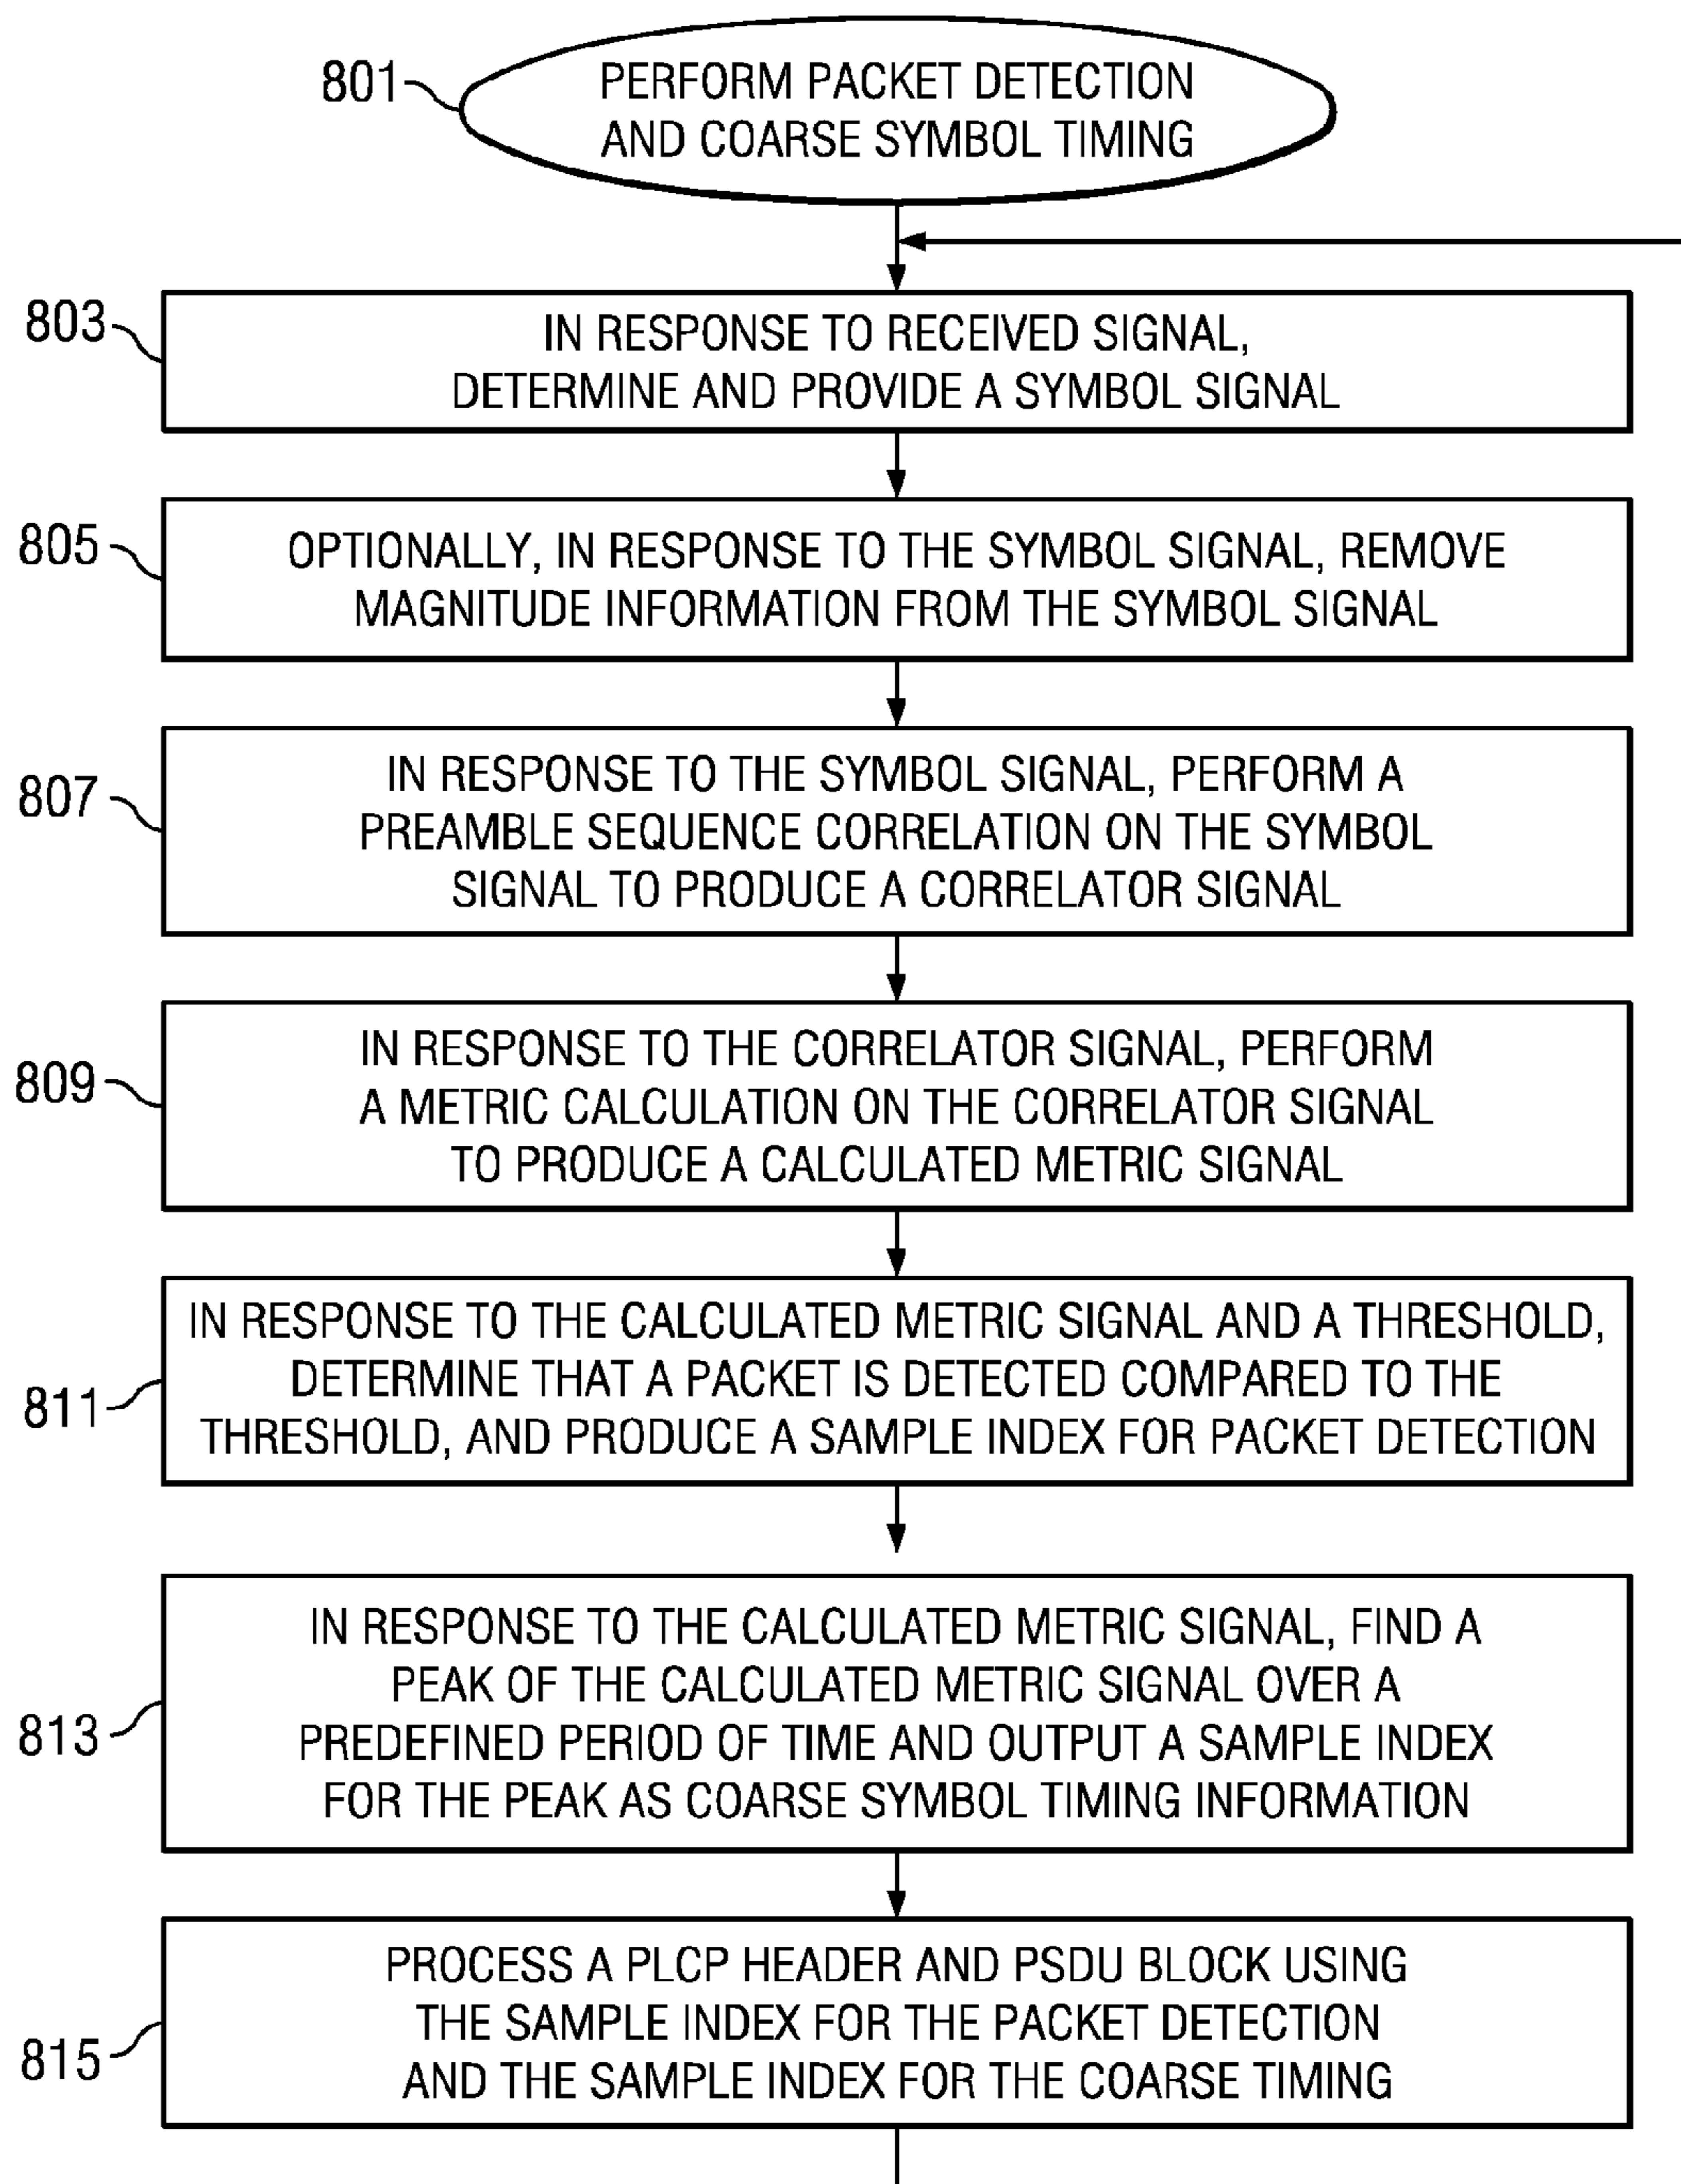 801
PERFORM PACKET DETECTION
AND COARSE SYMBOL TIMING
803
IN RESPONSE TO RECEIVED SIGNAL,
DETERMINE AND PROVIDE A SYMBOL SIGNAL
805
OPTIONALLY, IN RESPONSE TO THE SYMBOL SIGNAL, REMOVE
MAGNITUDE INFORMATION FROM THE SYMBOL SIGNAL
807
IN RESPONSE TO THE SYMBOL SIGNAL, PERFORM A
PREAMBLE SEQUENCE CORRELATION ON THE SYMBOL
SIGNAL TO PRODUCE A CORRELATOR SIGNAL
809
IN RESPONSE TO THE CORRELATOR SIGNAL, PERFORM
A METRIC CALCULATION ON THE CORRELATOR SIGNAL
TO PRODUCE A CALCULATED METRIC SIGNAL
811
IN RESPONSE TO THE CALCULATED METRIC SIGNAL AND A THRESHOLD,
DETERMINE THAT A PACKET IS DETECTED COMPARED TO THE
THRESHOLD, AND PRODUCE A SAMPLE INDEX FOR PACKET DETECTION
813
IN RESPONSE TO THE CALCULATED METRIC SIGNAL, FIND A
PEAK OF THE CALCULATED METRIC SIGNAL OVER A
PREDEFINED PERIOD OF TIME AND OUTPUT A SAMPLE INDEX
FOR THE PEAK AS COARSE SYMBOL TIMING INFORMATION
815
PROCESS A PLCP HEADER AND PSDU BLOCK USING
THE SAMPLE INDEX FOR THE PACKET DETECTION
AND THE SAMPLE INDEX FOR THE COARSE TIMING